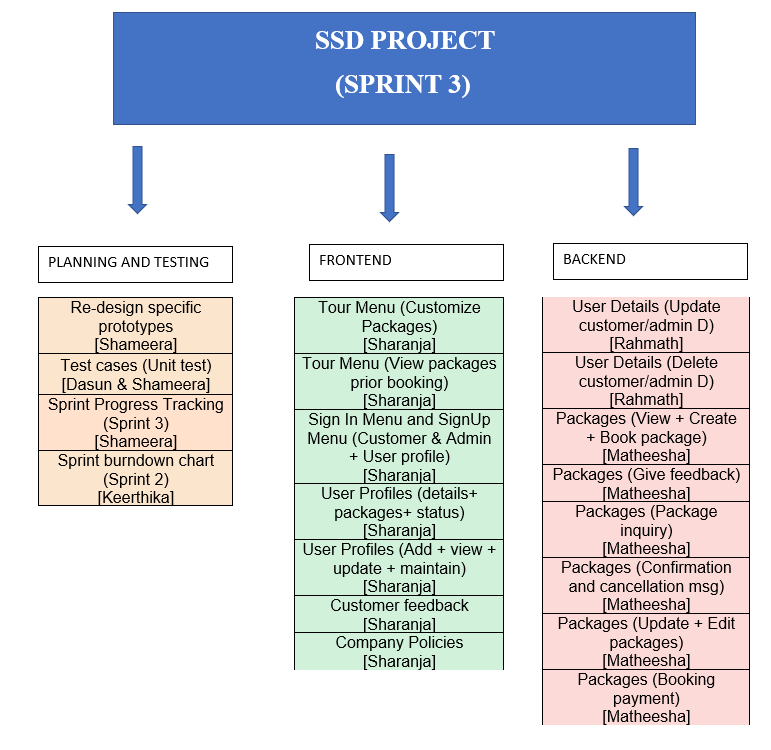 SSD PROJECT
(SPRINT 3)
PLANNING AND TESTING
Re-design specific
prototypes
[Shameera]
Test cases (Unit test)
[Dasun & Shameera]
Sprint Progress Tracking
(Sprint 3)
[Shameera]
Sprint burndown chart
(Sprint 2)
[Keerthika]
FRONTEND
Tour Menu (Customize
Packages)
[Sharanja]
Tour Menu (View packages
prior booking)
[Sharanja]
Sign In Menu and SignUp
Menu (Customer & Admin
+ User profile)
[Sharanja]
User Profiles (details+
packages+ status)
[Sharanja]
User Profiles (Add + view +
update + maintain)
[Sharanja]
Customer feedback
[Sharanja]
Company Policies
[Sharanja]
BACKEND
User Details (Update
customer/admin D)
[Rahmath]
User Details (Delete
customer/admin D)
[Rahmath]
Packages (View + Create
+ Book package)
[Matheesha]
Packages (Give feedback)
[Matheesha]
Packages (Package
inquiry)
[Matheesha]
Packages (Confirmation
and cancellation msg)
[Matheesha]
Packages (Update + Edit
packages)
[Matheesha]
Packages (Booking
payment)
[Matheesha]